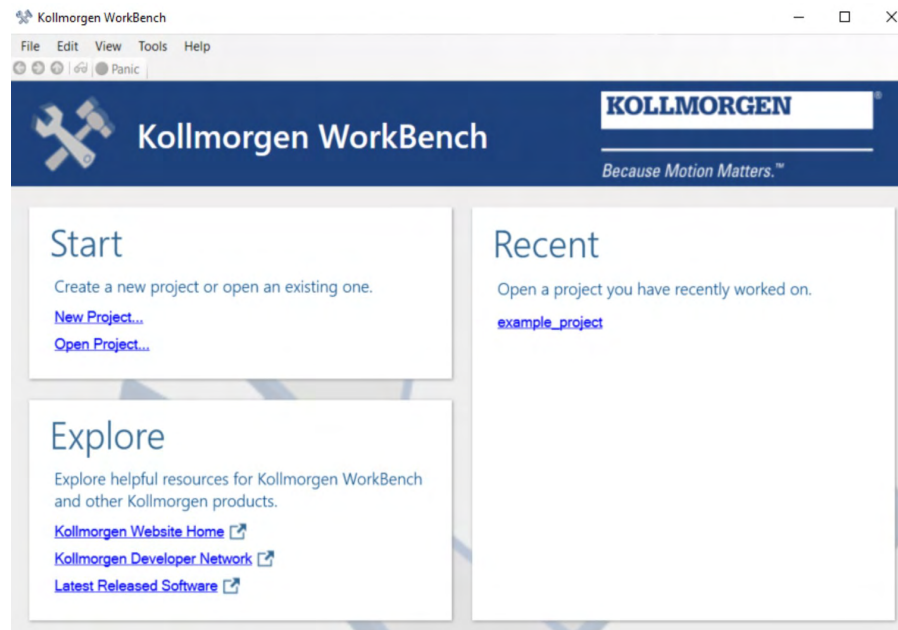 Kollmorgen WorkBench
File Edit View Tools Help
Panic
Kollmorgen WorkBench
KOLLMORGEN®
Because Motion Matters.™
Start
Create a new project or open an existing one.
New Project...
Open Project...
Explore
Explore helpful resources for Kollmorgen WorkBench
and other Kollmorgen products.
Kollmorgen Website Home
Kollmorgen Developer Network
Latest Released Software
Recent
Open a project you have recently worked on.
example_project